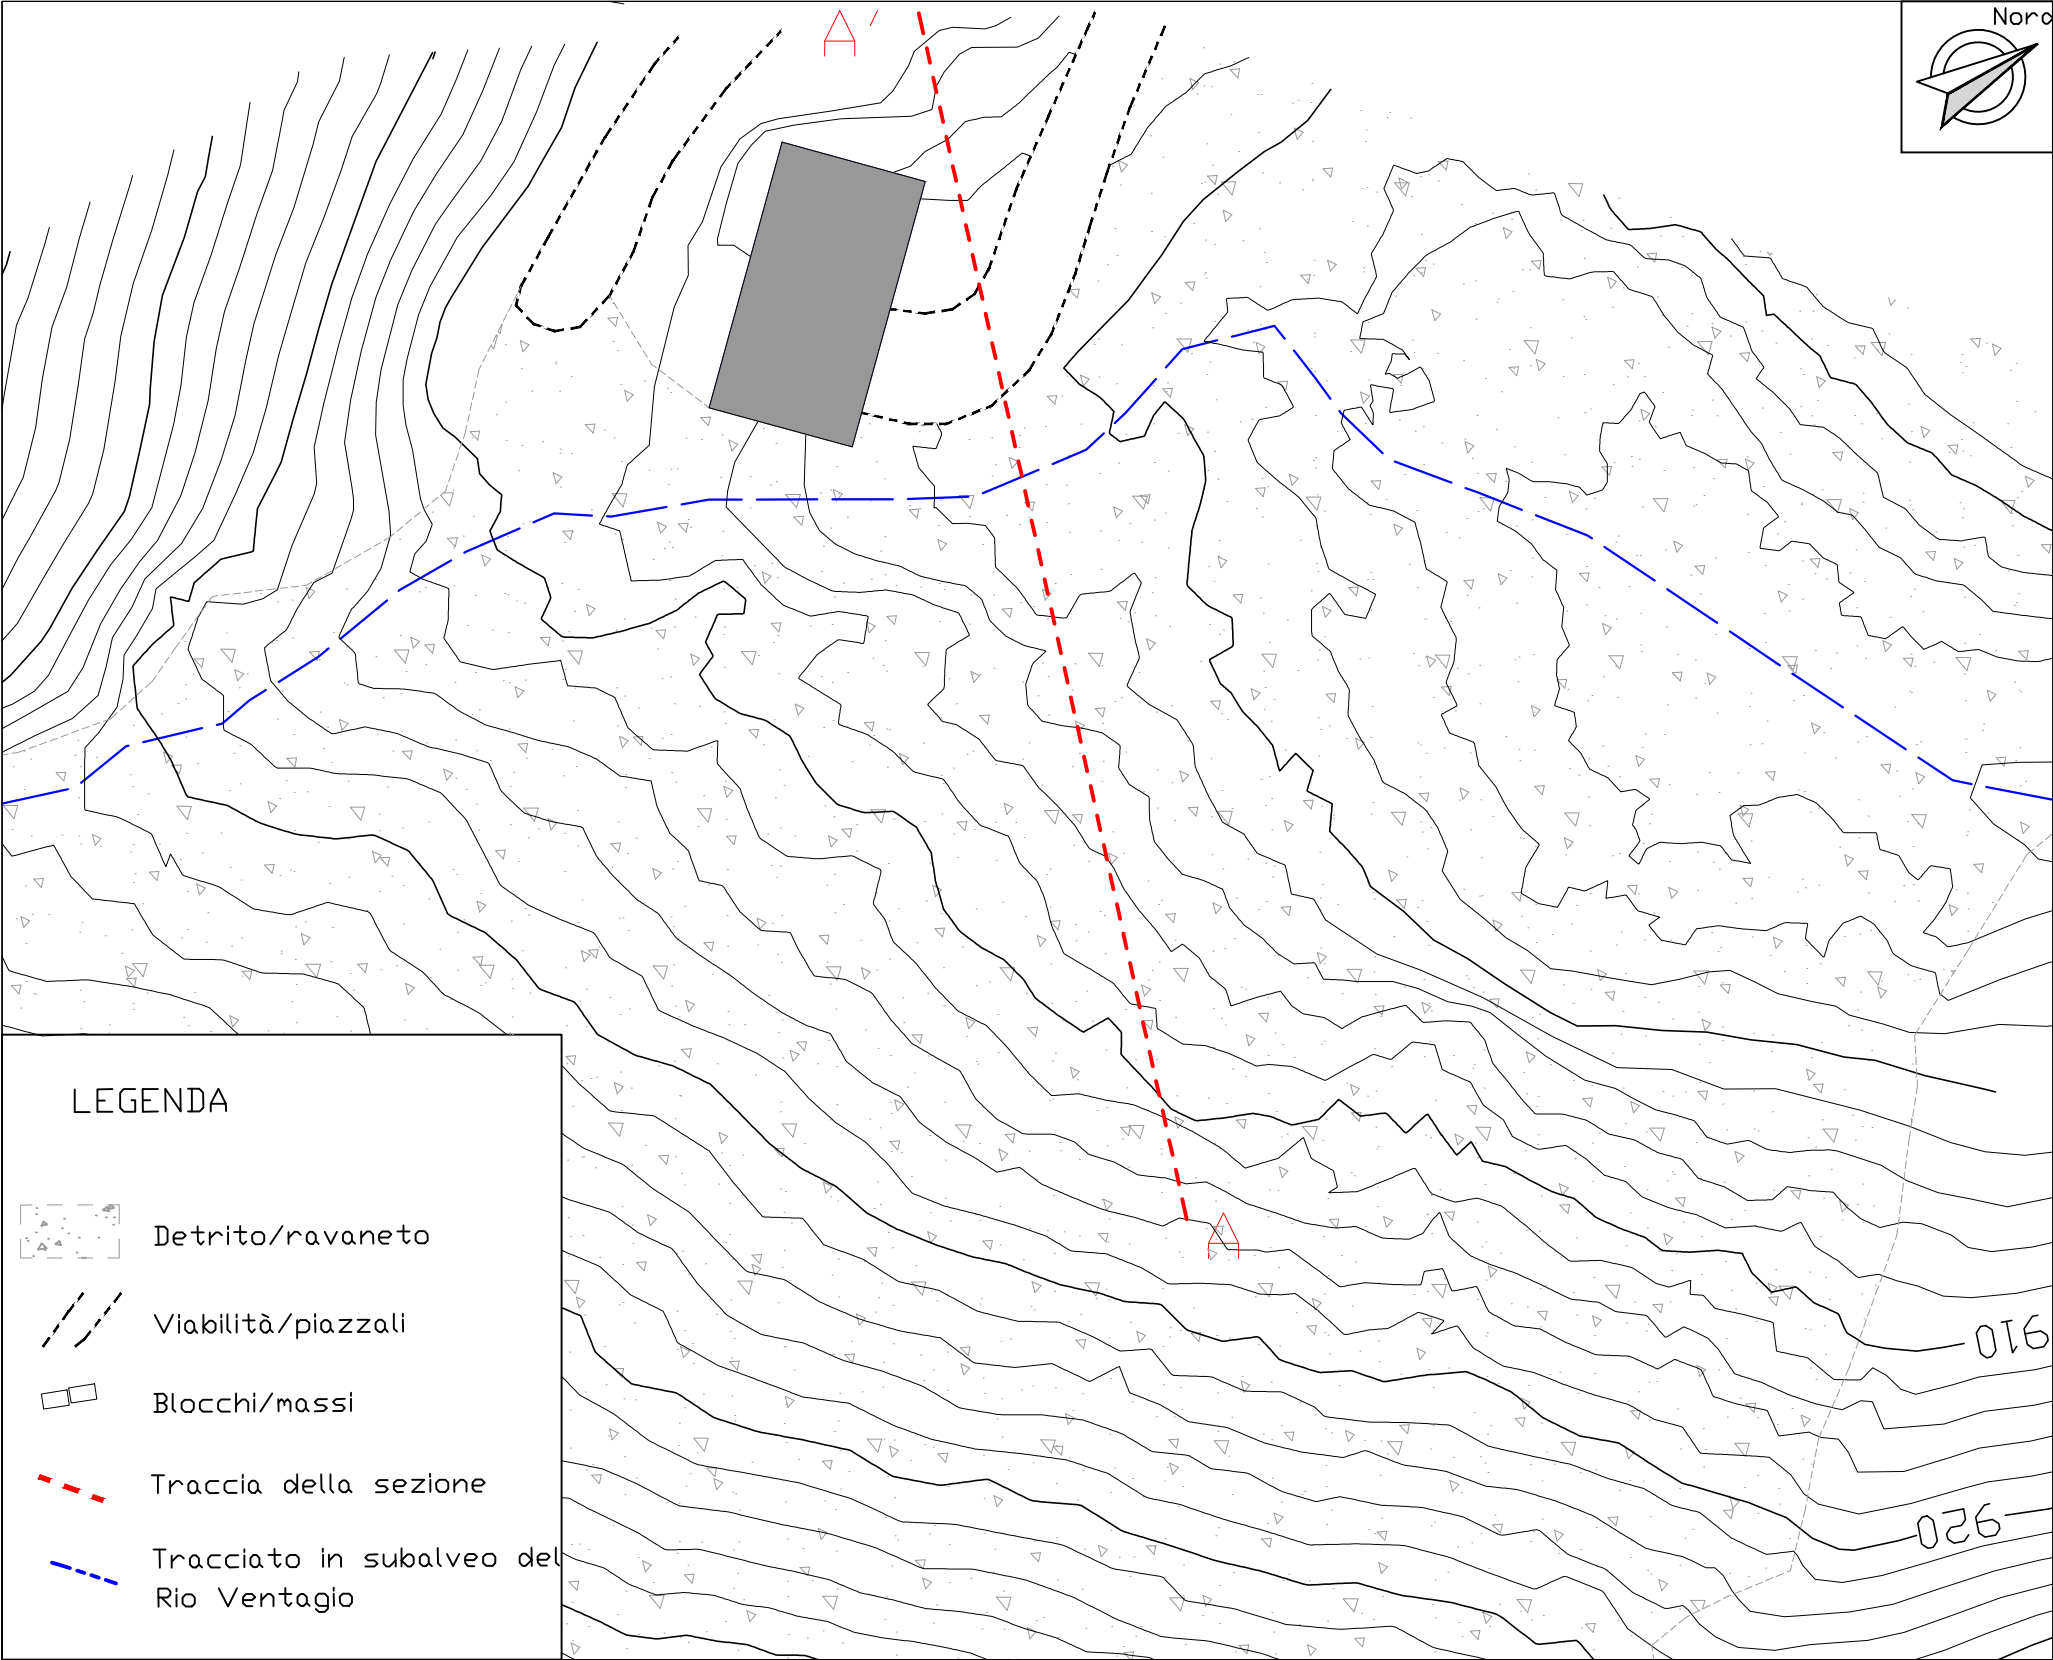 A'
Nord
LEGENDA
Detrito/ravaneto
Viabilità/piazzali
Blocchi/massi
Traccia della sezione
Tracciato in subalveo del
Rio Ventagio
A
910
920